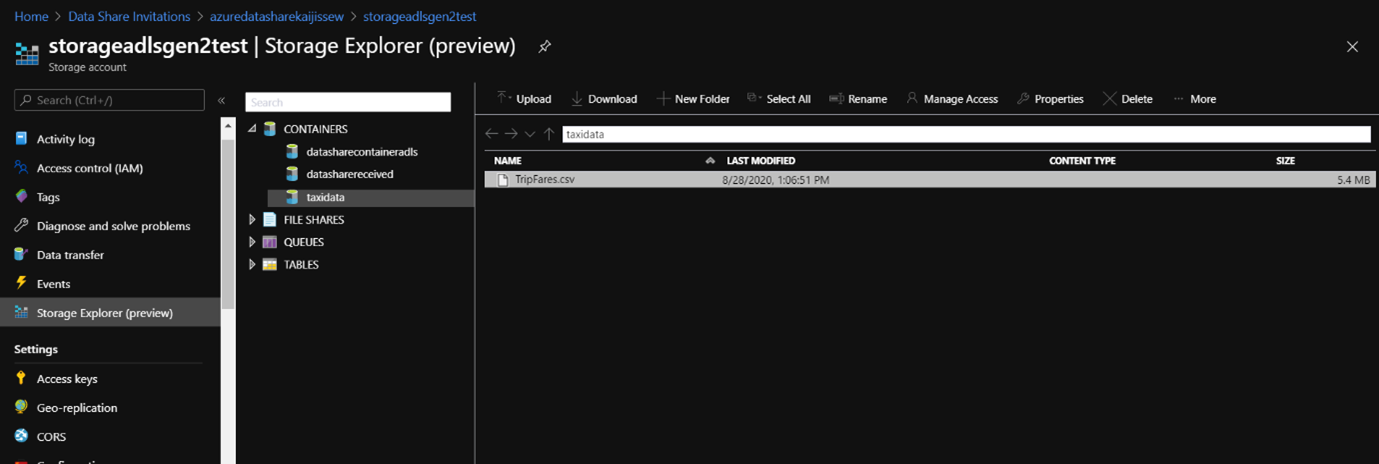 Home > Data Share Invitations > azuredatasharekaijissew > storageadlsgen2test
storageadlsgen2test | Storage Explorer (preview)
Storage account
Search (Ctrl+/)
«
Activity log
Access control (IAM)
Tags
Diagnose and solve problems
Data transfer
Events
Storage Explorer (preview)
Settings
Access keys
Geo-replication
CORS
Search
CONTAINERS
datasharecontaineradls
datasharereceived
taxidata
FILE SHARES
QUEUES
TABLES
Upload Download New Folder Select All Rename Manage Access Properties Delete ... More
taxidata
NAME LAST MODIFIED CONTENT TYPE SIZE
TripFares.csv 8/28/2020, 1:06:51 PM 5.4 MB